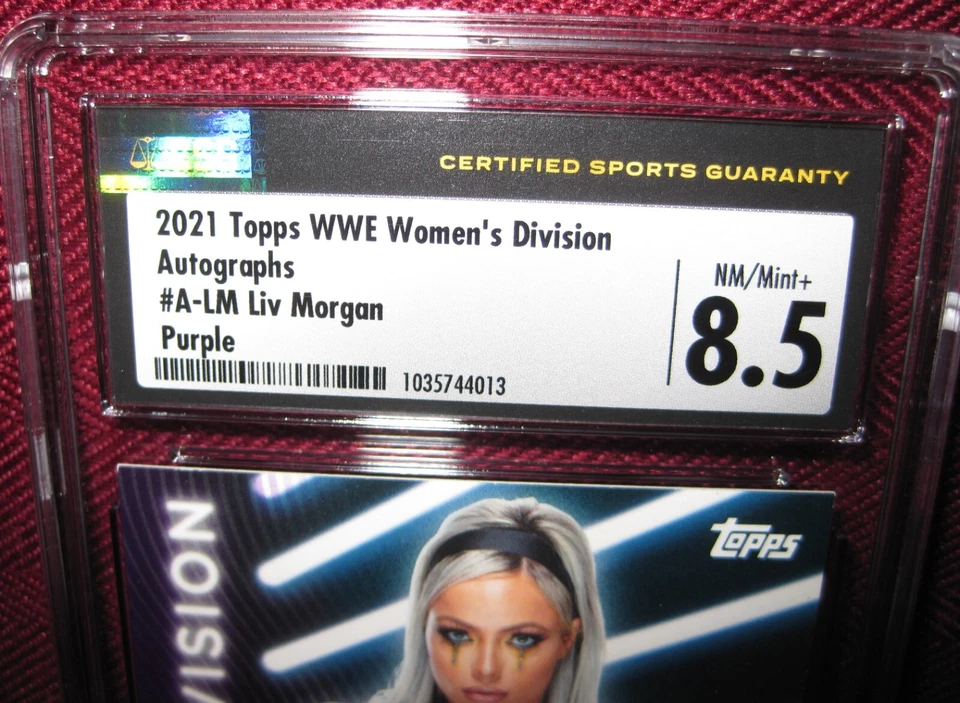 CERTIFIED SPORTS GUARANTY
2021 Topps WWE Women's Division
Autographs
#A-LM Liv Morgan
Purple
1035744013
NM/Mint+
8.5
Topps
VISION